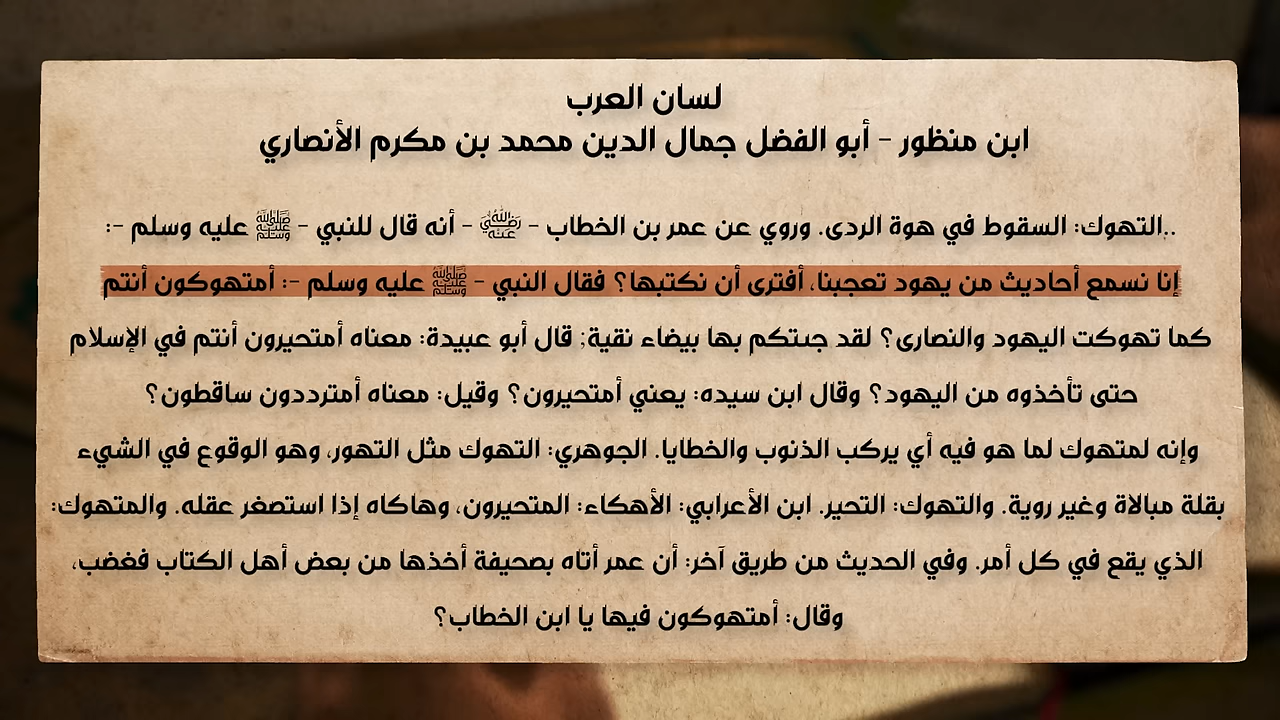 لسان العرب
ابن منظور - أبو الفضل جمال الدين محمد بن مكرم الأنصاري
..التهوك: السقوط في هوة الردى. وروي عن عمر بن الخطاب - رضي الله عنه - أنه قال للنبي - ﷺ عليه وسلم -:
إنا نسمع أحاديث من يهود تعجبنا، أفترى أن نكتبها؟ فقال النبي - ﷺ عليه وسلم -: أمتهوكون أنتم
كما تهوكت اليهود والنصارى؟ لقد جىتكم بها بيضاء نقية; قال أبو عبيدة: معناه أمتحيرون أنتم في الإسلام
حتى تأخذوه من اليهود؟ وقال ابن سيده: يعني أمتحيرون؟ وقيل: معناه أمترددون ساقطون؟
وإنه لمتهوك لما هو فيه أي يركب الذنوب والخطايا. الجوهري: التهوك مثل التهور، وهو الوقوع في الشيء
بقلة مبالاة وغير روية. والتهوك: التحير. ابن الأعرابي: الأهكاء: المتحيرون، وهاكاه إذا استصغر عقله. والمتهوك:
الذي يقع في كل أمر. وفي الحديث من طريق آخر: أن عمر أتاه بصحيفة أخذها من بعض أهل الكتاب فغضب،
وقال: أمتهوكون فيها يا ابن الخطاب؟